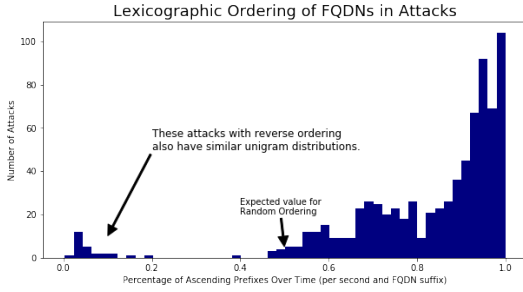 Lexicographic Ordering of FQDNs in Attacks
Number of Attacks
100
80
60
40
20
0
These attacks with reverse ordering
also have similar unigram distributions.
Expected value for
Random Ordering
0.0 0.2 0.4 0.6 0.8 1.0
Percentage of Ascending Prefixes Over Time (per second and FQDN suffix)